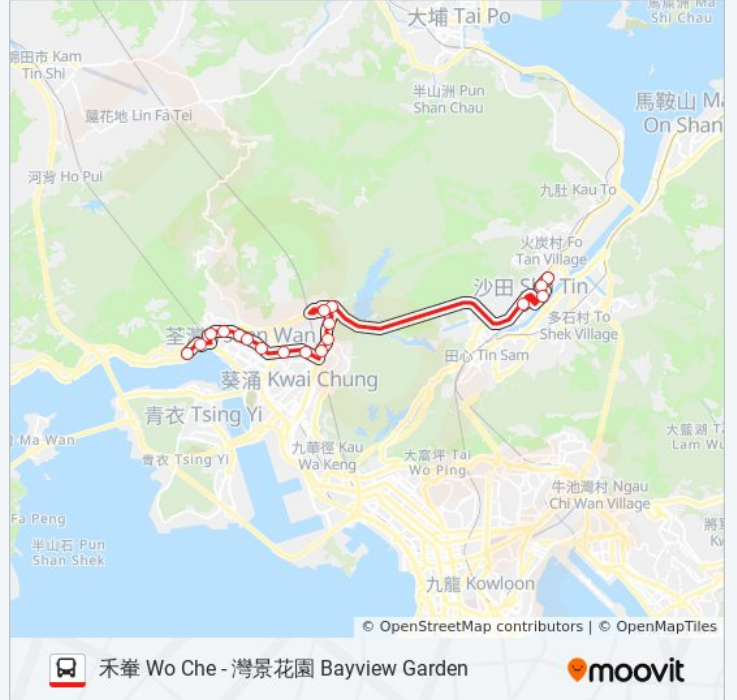 大埔 Tai Po
Shi Chau
錦田市 Kam
Tin Shi
半山洲 Pun
Shan Chau
馬鞍山 Ma
On Shan
蓮花地 Lin Fa Tei
河背 Ho Pui
九肚 Kau To
火炭村 Fo
Tan Village
沙田 Sha Tin
多石村 To
Shek Village
荃灣 Tsuen Wan
田心 Tin Sam
葵涌 Kwai Chung
青衣 Tsing Yi
Ma Wan
九華徑 Kau
Wa Keng
大富坪 Tai
Wo Ping
大藍湖 T
Lam Wu
青衣 Tsing Yi
牛池灣村 Ngau
Chi Wan Village
Fa Peng
半山石 Pun
Shan Shek
九龍 Kowloon
© OpenStreetMap contributors | © OpenMapTiles
禾輋 Wo Che - 灣景花園 Bayview Garden
moovit